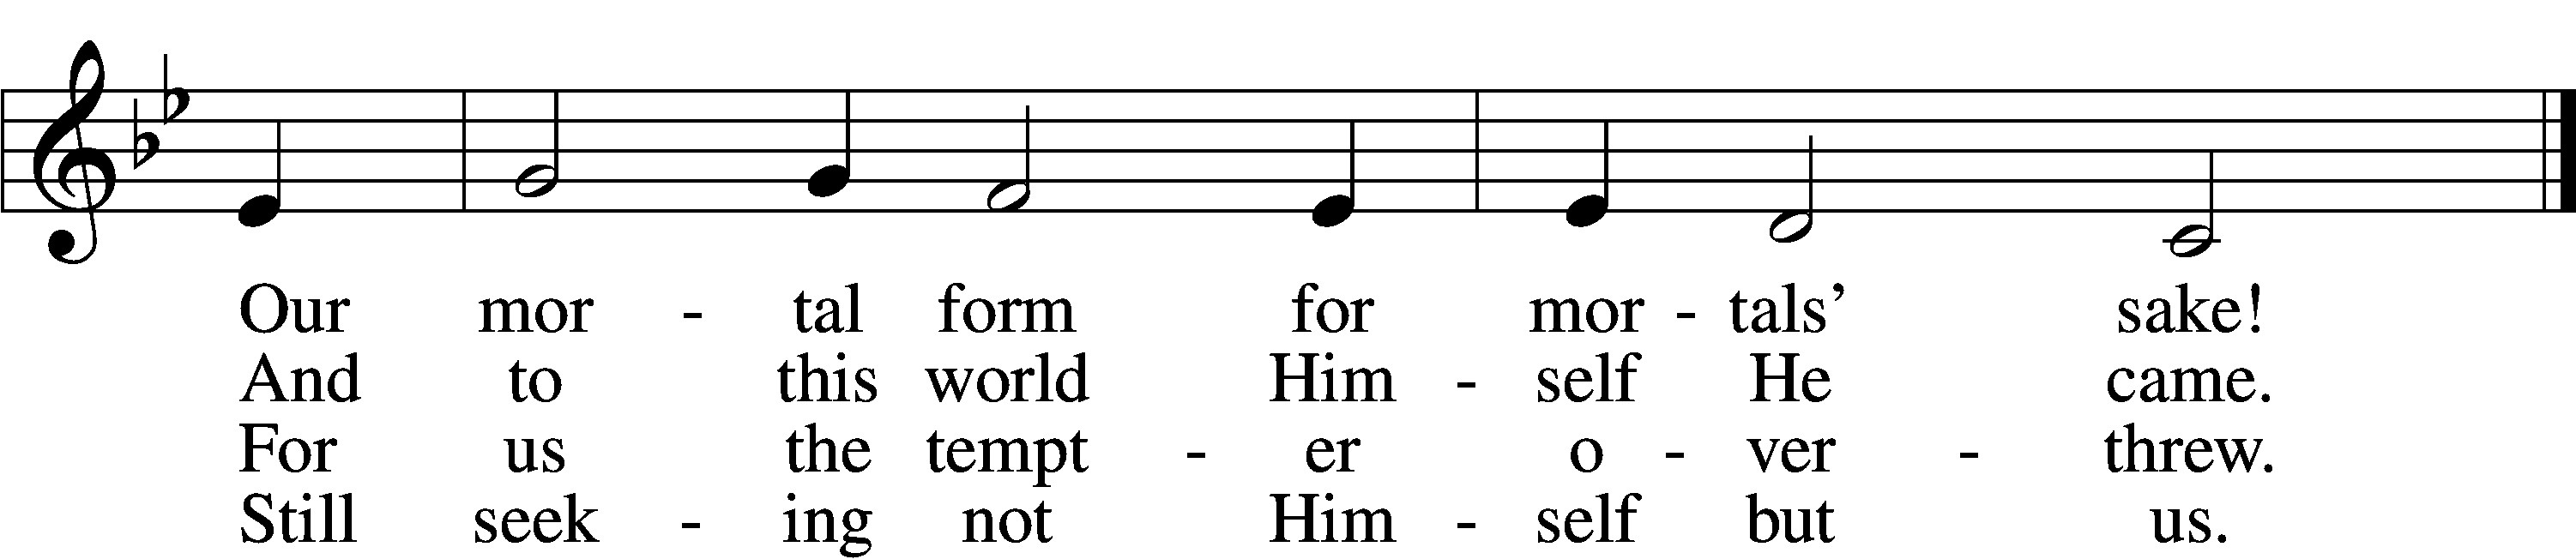 Our mor - tal form for mor - tals’ sake!
And to this world Him - self He came.
For us the tempt - er o - ver - threw.
Still seek - ing not Him - self but us.